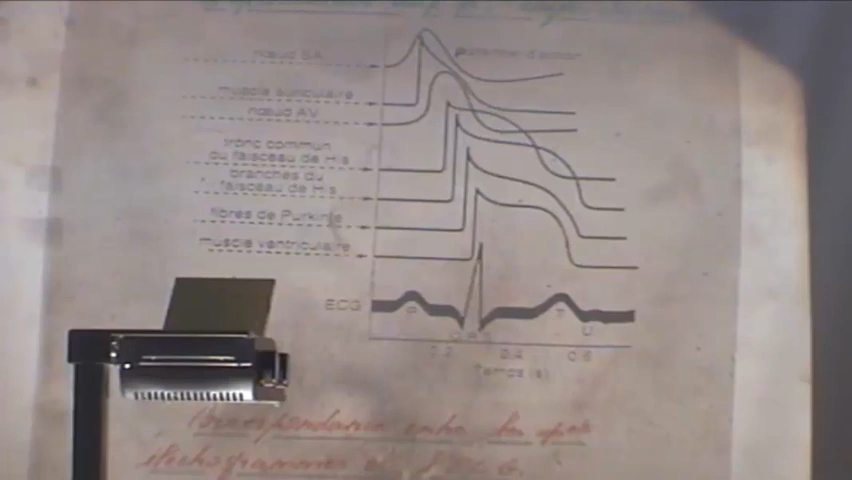 nœud SA
potentiel d'action
muscle auriculaire
nœud AV
tronc commun
du faisceau de His
branches du
faisceau de His
fibres de Purkinje
muscle ventriculaire
ECG
P
T
U
0.2 0.4 0.6
Temps (s)
Correspondance entre les
électrogrammes et l'ECG.